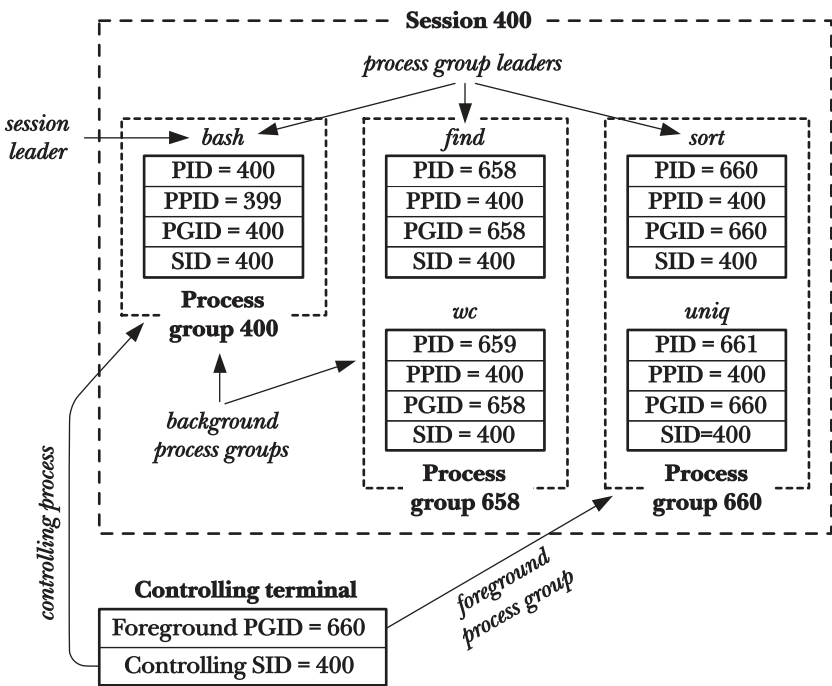 Session 400
process group leaders
session
leader
bash
PID = 400
PPID = 399
PGID = 400
SID = 400
Process
group 400
find
PID = 658
PPID = 400
PGID = 658
SID = 400
wc
PID = 659
PPID = 400
PGID = 658
SID = 400
Process
group 658
sort
PID = 660
PPID = 400
PGID = 660
SID = 400
uniq
PID = 661
PPID = 400
PGID = 660
SID=400
Process
group 660
background
process groups
controlling process
foreground
process group
Controlling terminal
Foreground PGID = 660
Controlling SID = 400